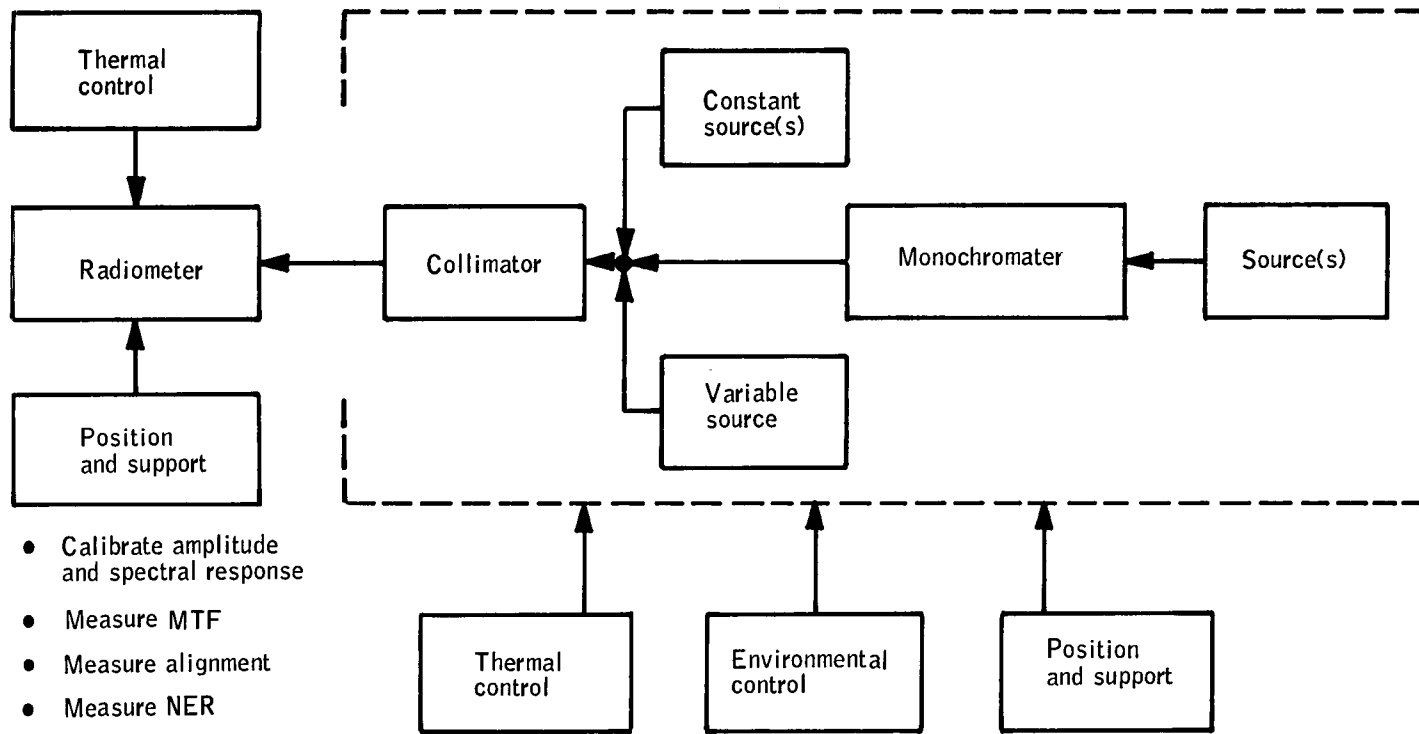 Thermal
control
Constant
source(s)
Radiometer
Collimator
Monochromater
Source(s)
Position
and support
Variable
source
• Calibrate amplitude
and spectral response
• Measure MTF
• Measure alignment
• Measure NER
Thermal
control
Environmental
control
Position
and support